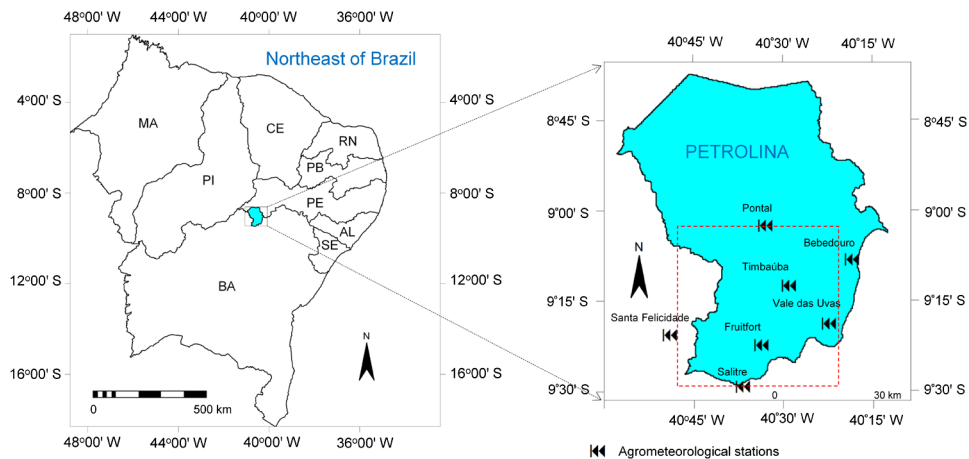 48º00' W
44º00' W
40º00' W
36º00' W
Northeast of Brazil
4º00' S
4º00' S
MA
CE
RN
PB
PI
8º00' S
8º00' S
PE
AL
SE
BA
12º00' S
12º00' S
N
16º00' S
16º00' S
0
500 km
48º00' W
44º00' W
40º00' W
36º00' W
40º45' W
40º30' W
40º15' W
8º45' S
8º45' S
PETROLINA
9º00' S
9º00' S
Pontal
Bebedouro
N
Timbaúba
9º15' S
9º15' S
Vale das Uvas
Santa Felicidade
Fruitfort
Salitre
9º30' S
9º30' S
0
30 km
40º45' W
40º30' W
40º15' W
Agrometeorological stations